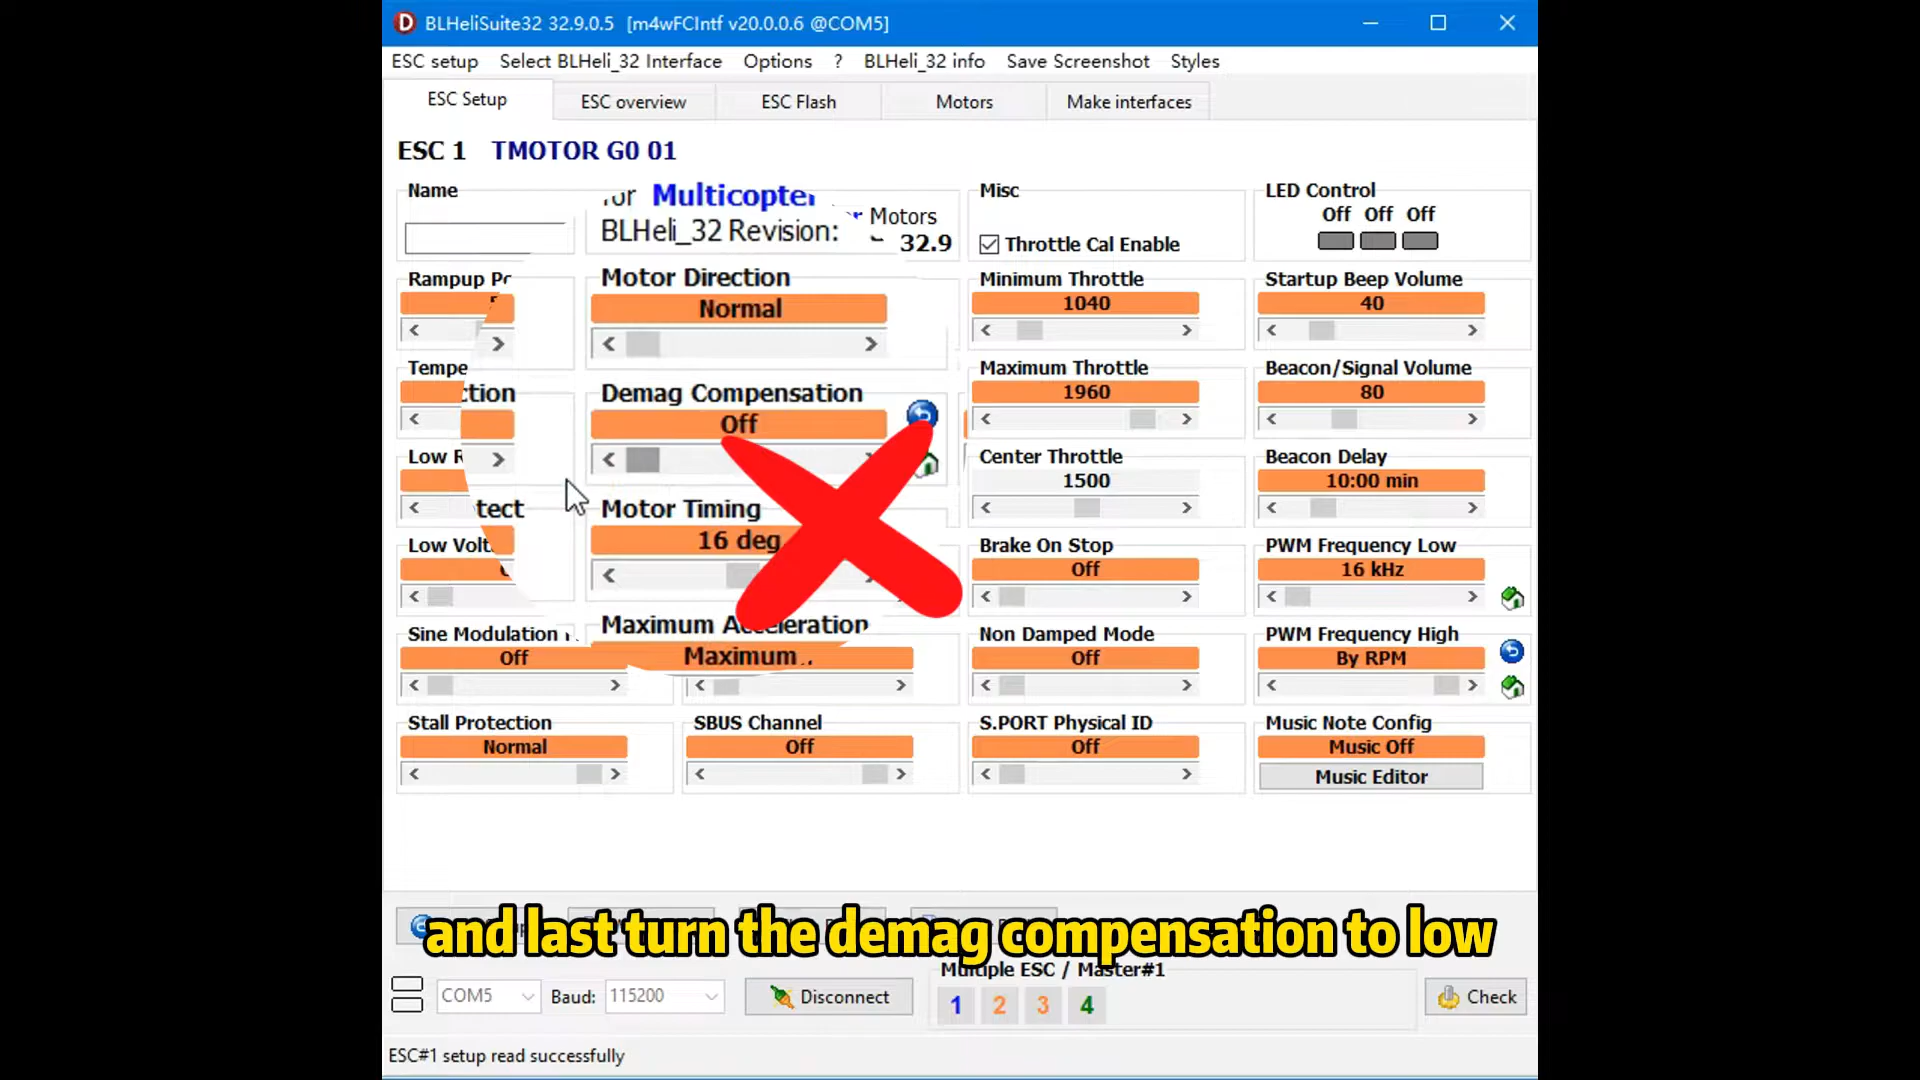 BLHeliSuite32 32.9.0.5 [m4wFCIntf v20.0.0.6 @COM5]
ESC setup Select BLHeli_32 Interface Options ? BLHeli_32 info Save Screenshot Styles
ESC Setup ESC overview ESC Flash Motors Make interfaces
ESC 1 TMOTOR G0 01
Name
for Multicopter Motors
BLHeli_32 Revision: 32.9
Misc
Throttle Cal Enable
LED Control
Off Off Off
Rampup Motor Direction Minimum Throttle Startup Beep Volume
Normal 1040 40
Tempe ction Demag Compensation Maximum Throttle Beacon/Signal Volume
Off 1960 80
Low R tect Motor Timing Center Throttle Beacon Delay
16 deg 1500 10:00 min
Low Volt Maximum Acceleration Brake On Stop PWM Frequency Low
Maximum Off 16 kHz
Sine Modulation Non Damped Mode PWM Frequency High
Off Off By RPM
Stall Protection SBUS Channel S.PORT Physical ID Music Note Config
Normal Off Off Music Off
Music Editor
and last turn the demag compensation to low
Multiple ESC / Master#1
COM5 Baud: 115200 Disconnect 1 2 3 4 Check
ESC#1 setup read successfully